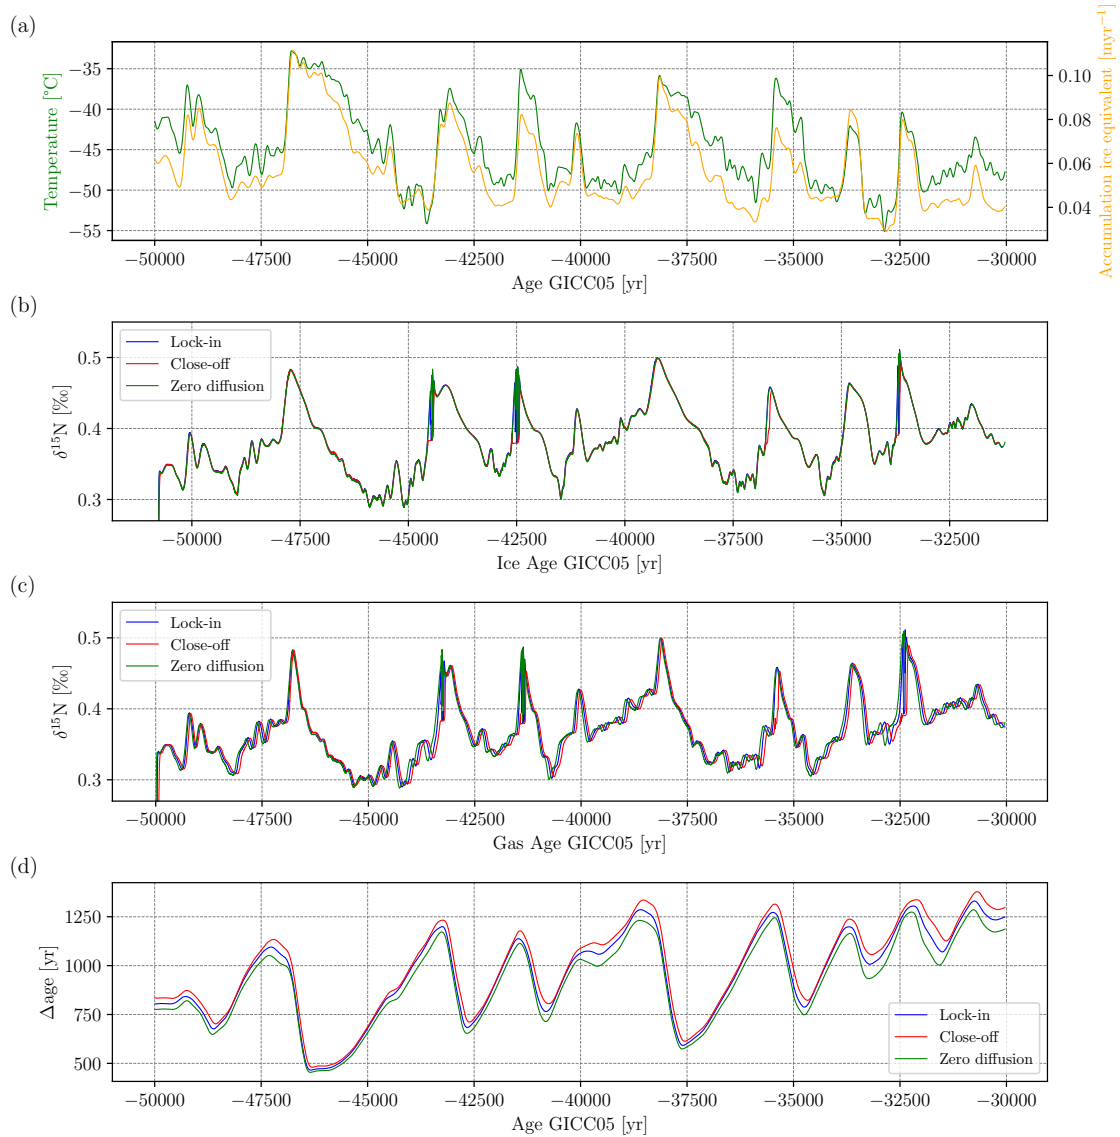 (a)
−35
−40
−45
−50
−55
Temperature [°C]
0.10
0.08
0.06
0.04
Accumulation ice equivalent [myr⁻¹]
−50000 −47500 −45000 −42500 −40000 −37500 −35000 −32500 −30000
Age GICC05 [yr]
(b)
Lock-in
Close-off
Zero diffusion
0.5
0.4
0.3
δ¹⁵N [‰]
−50000 −47500 −45000 −42500 −40000 −37500 −35000 −32500
Ice Age GICC05 [yr]
(c)
Lock-in
Close-off
Zero diffusion
0.5
0.4
0.3
δ¹⁵N [‰]
−50000 −47500 −45000 −42500 −40000 −37500 −35000 −32500 −30000
Gas Age GICC05 [yr]
(d)
1250
1000
750
500
Δage [yr]
Lock-in
Close-off
Zero diffusion
−50000 −47500 −45000 −42500 −40000 −37500 −35000 −32500 −30000
Age GICC05 [yr]